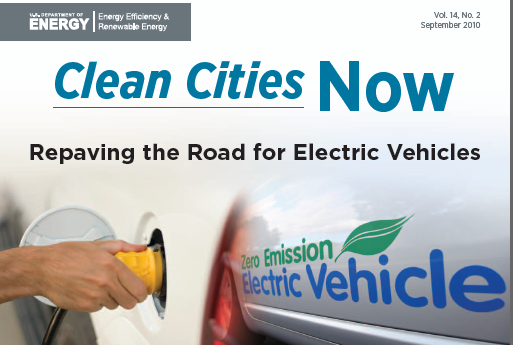 U.S. DEPARTMENT OF
ENERGY
Energy Efficiency &
Renewable Energy
Vol. 14, No. 2
September 2010
Clean Cities Now
Repaving the Road for Electric Vehicles
Zero Emission
Electric Vehicle